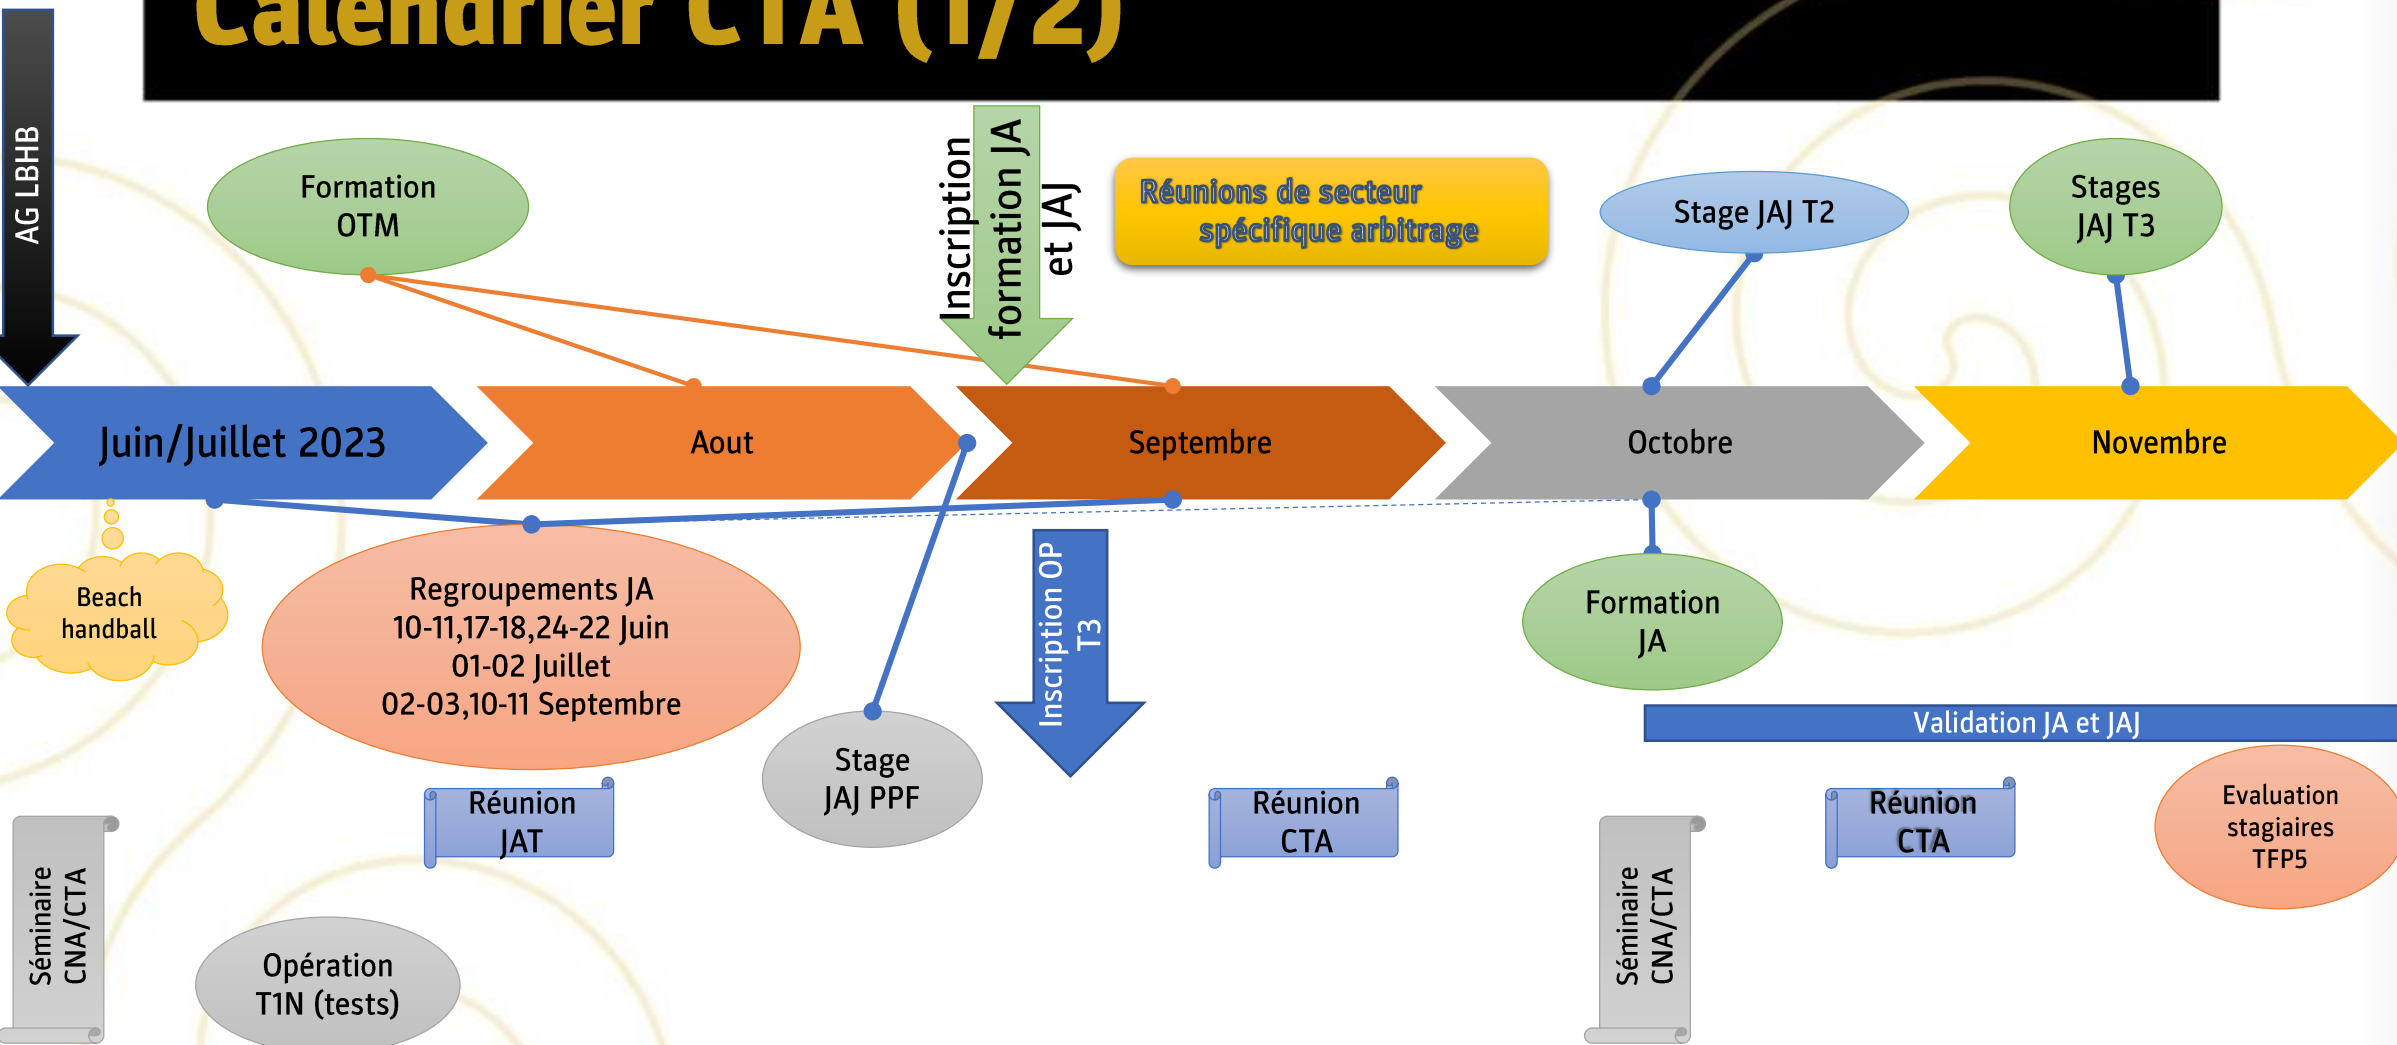 Calendrier CTA (1/2)
AG LBHB
Formation
OTM
Inscription
formation JA
et JAJ
Réunions de secteur
spécifique arbitrage
Stage JAJ T2
Stages
JAJ T3
Juin/Juillet 2023
Aout
Septembre
Octobre
Novembre
Beach
handball
Regroupements JA
10-11,17-18,24-22 Juin
01-02 Juillet
02-03,10-11 Septembre
Stage
JAJ PPF
Inscription OP
T3
Formation
JA
Validation JA et JAJ
Réunion
JAT
Réunion
CTA
Réunion
CTA
Evaluation
stagiaires
TFP5
Séminaire
CNA/CTA
Opération
T1N (tests)
Séminaire
CNA/CTA